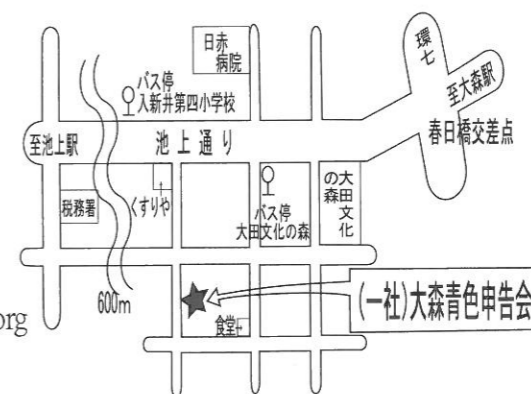 日赤
病院
環七
バス停
入新井第四小学校
至大森駅
至池上駅
池上通り
春日橋交差点
税務署
くすりや
バス停
大田文化の森
大田文化
の森
600m
(一社)大森青色申告会
食堂
org